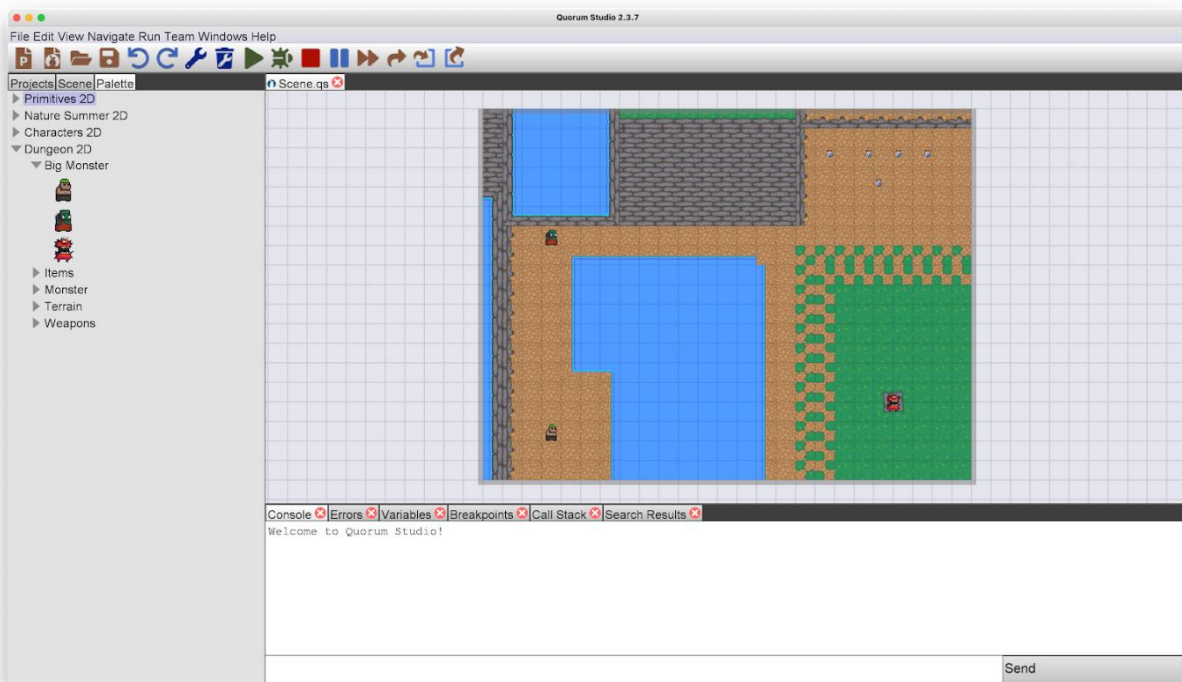 Quorum Studio 2.3.7
File Edit View Navigate Run Team Windows Help
P
Projects Scene Palette
Scene.qs
Primitives 2D
Nature Summer 2D
Characters 2D
Dungeon 2D
Big Monster
Items
Monster
Terrain
Weapons
Console Errors Variables Breakpoints Call Stack Search Results
Welcome to Quorum Studio!
Send